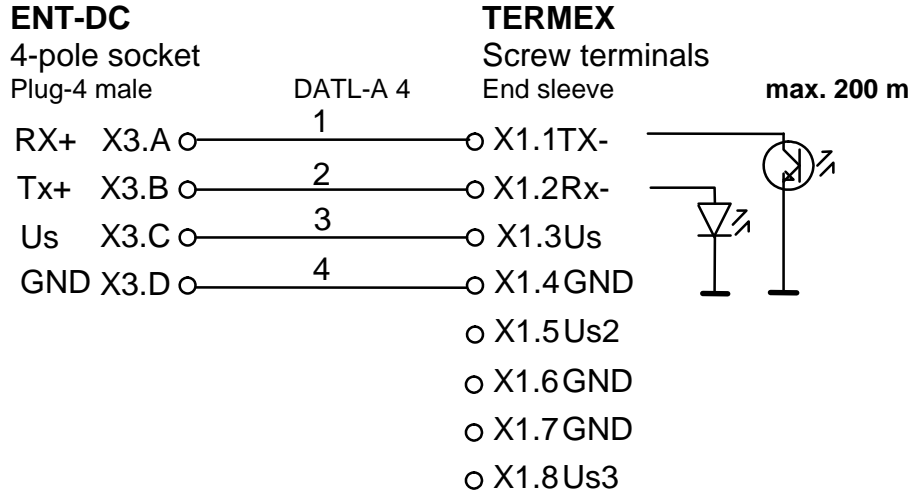 ENT-DC TERMEX
4-pole socket Screw terminals
Plug-4 male DATL-A 4 End sleeve max. 200 m
RX+ X3.A 1 X1.1TX-
Tx+ X3.B 2 X1.2Rx-
Us X3.C 3 X1.3Us
GND X3.D 4 X1.4GND
X1.5Us2
X1.6GND
X1.7GND
X1.8Us3